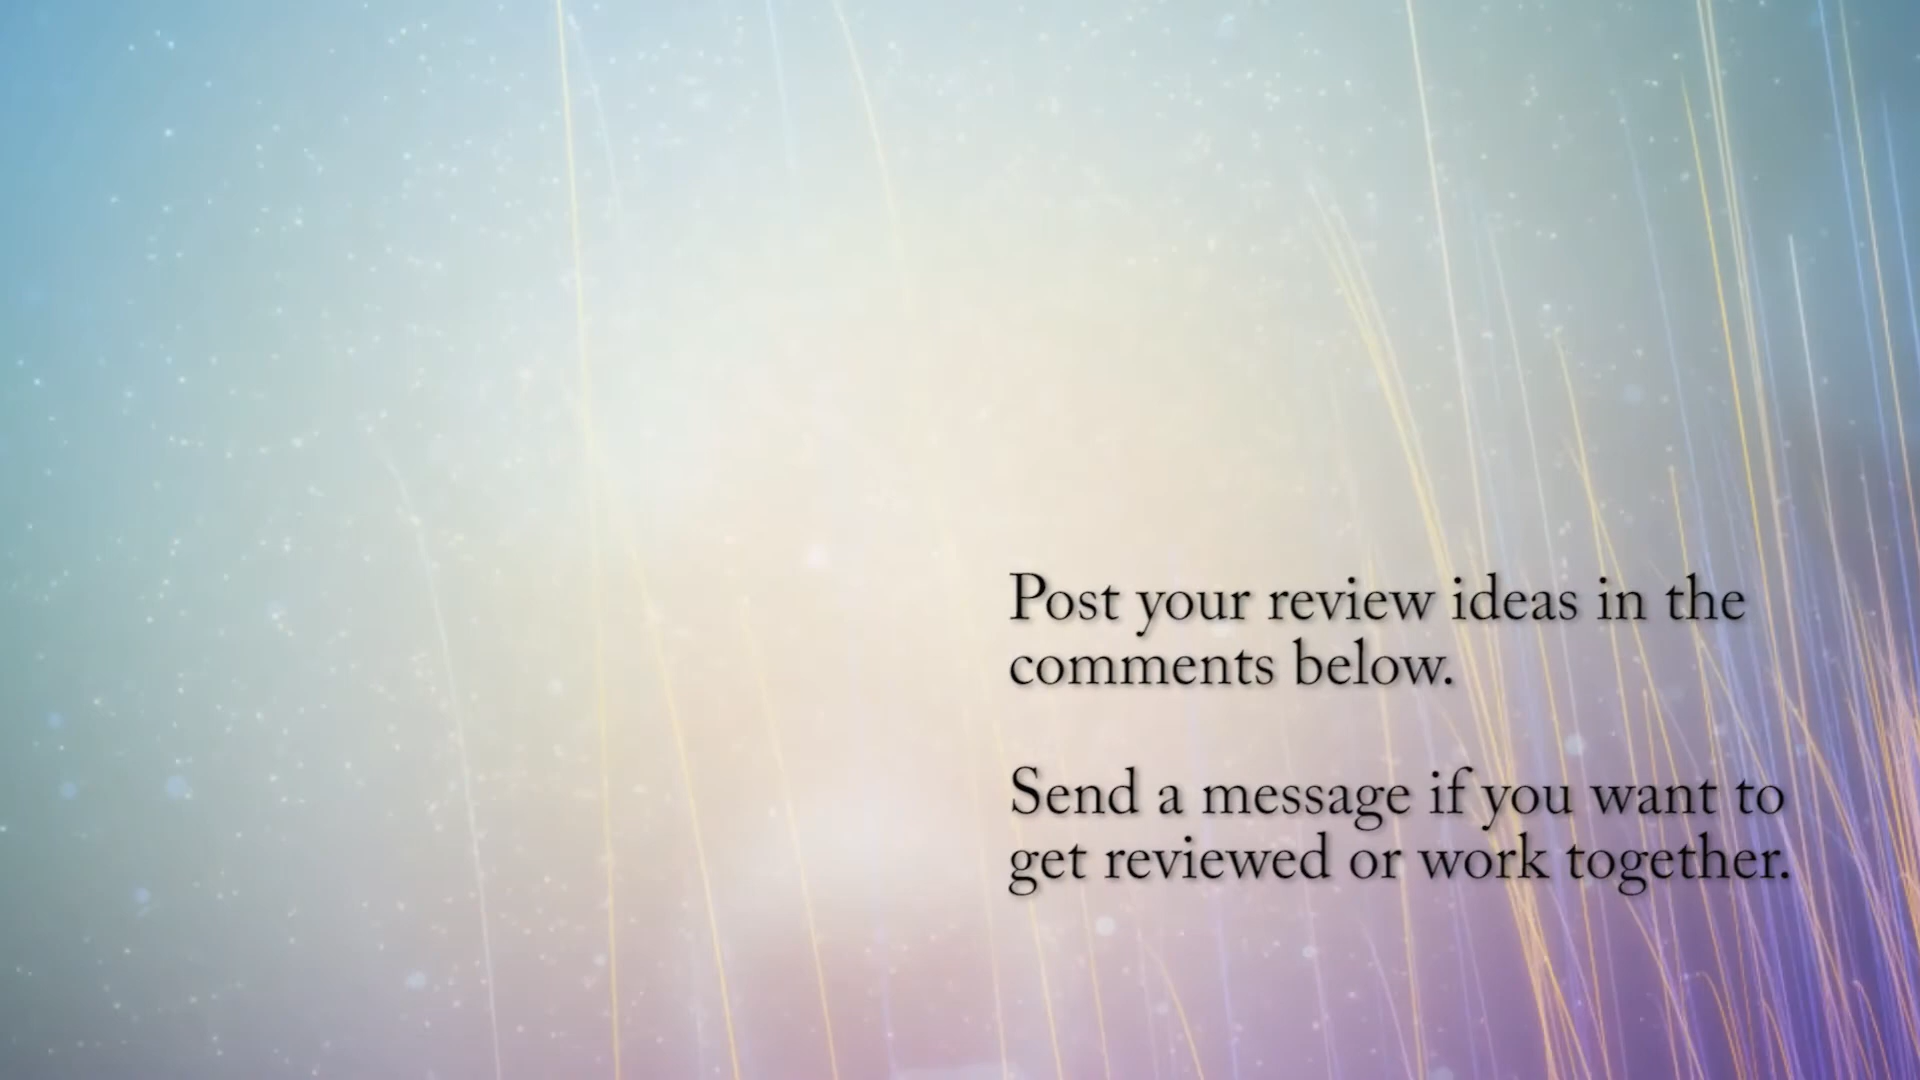 Post your review ideas in the
comments below.
Send a message if you want to
get reviewed or work together.